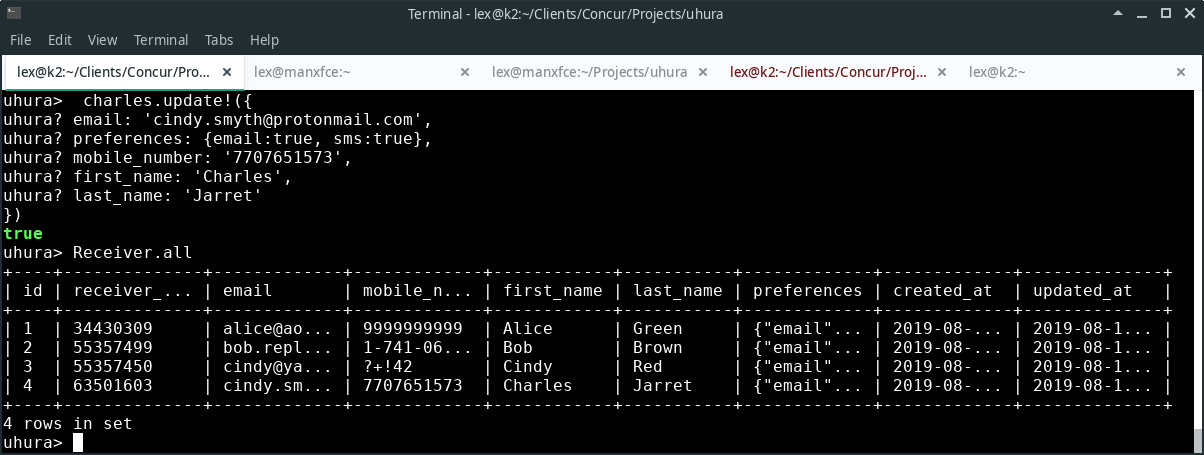 Terminal - lex@k2:~/Clients/Concur/Projects/uhura
File Edit View Terminal Tabs Help
lex@k2:~/Clients/Concur/Pro... × lex@manxfce:~ × lex@manxfce:~/Projects/uhura × lex@k2:~/Clients/Concur/Proj... × lex@k2:~ ×
uhura>  charles.update!({
uhura? email: 'cindy.smyth@protonmail.com',
uhura? preferences: {email:true, sms:true},
uhura? mobile_number: '7707651573',
uhura? first_name: 'Charles',
uhura? last_name: 'Jarret'
})
true
uhura> Receiver.all
+----+--------------+-------------+-------------+------------+-----------+-------------+-------------+--------------+
| id | receiver_... | email       | mobile_n... | first_name | last_name | preferences | created_at  | updated_at   |
+----+--------------+-------------+-------------+------------+-----------+-------------+-------------+--------------+
| 1  | 34430309     | alice@ao... | 9999999999  | Alice      | Green     | {"email"... | 2019-08-... | 2019-08-1... |
| 2  | 55357499     | bob.repl... | 1-741-06... | Bob        | Brown     | {"email"... | 2019-08-... | 2019-08-1... |
| 3  | 55357450     | cindy@ya... | ?+!42       | Cindy      | Red       | {"email"... | 2019-08-... | 2019-08-1... |
| 4  | 63501603     | cindy.sm... | 7707651573  | Charles    | Jarret    | {"email"... | 2019-08-... | 2019-08-1... |
+----+--------------+-------------+-------------+------------+-----------+-------------+-------------+--------------+
4 rows in set
uhura>